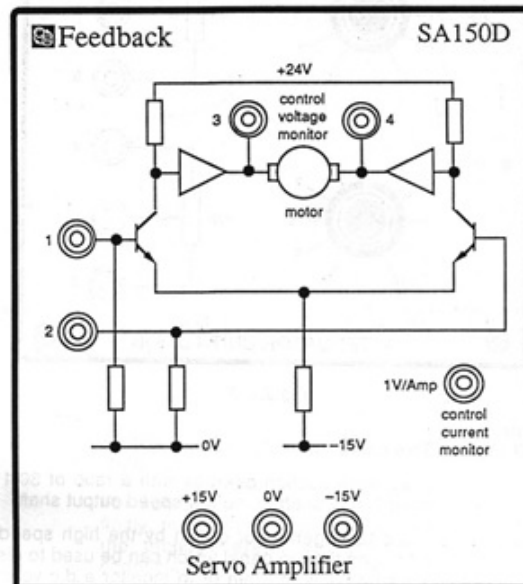 Feedback SA150D
+24V
3 control voltage monitor 4
motor
1
2
1V/Amp
control
current
monitor
0V
-15V
+15V 0V -15V
Servo Amplifier